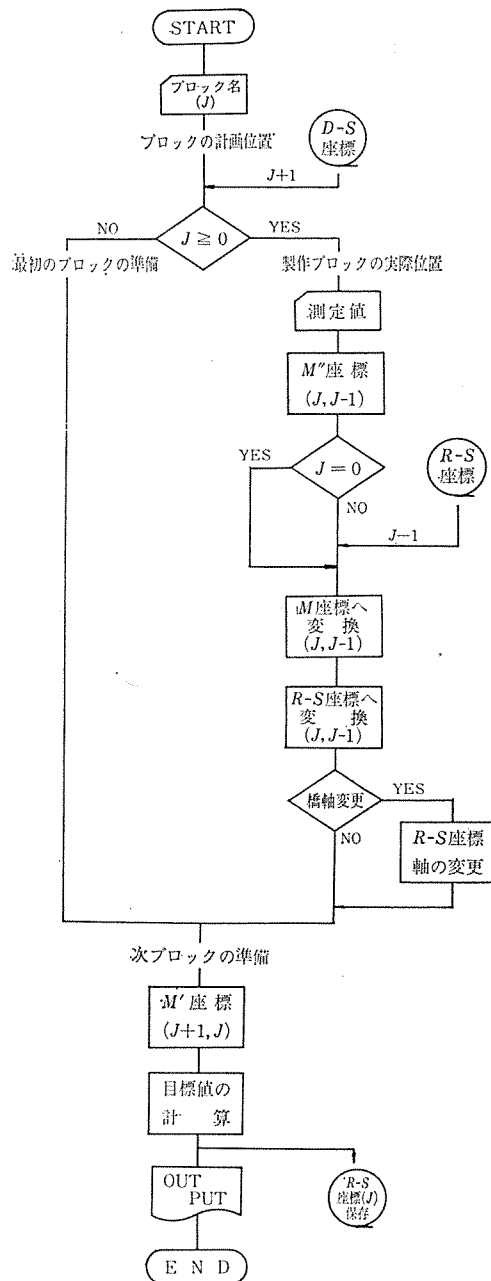 START
ブロック名
(J)
ブロックの計画位置
D-S
座標
J+1
NO
J≧0
YES
最初のブロックの準備
製作ブロックの実際位置
測定値
M″座標
(J, J-1)
YES
J=0
NO
R-S
座標
J-1
M座標へ
変換
(J, J-1)
R-S座標へ
変換
(J, J-1)
橋軸変更
YES
NO
R-S座標
軸の変更
次ブロックの準備
M′座標
(J+1, J)
目標値の
計算
OUT
PUT
R-S
座標(J)
保存
END